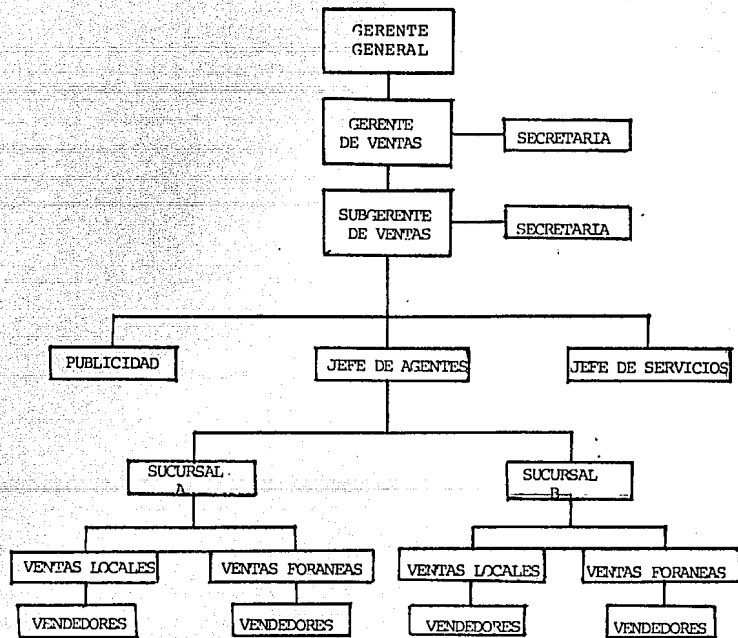 GERENTE
GENERAL
GERENTE
DE VENTAS
SECRETARIA
SUBGERENTE
DE VENTAS
SECRETARIA
PUBLICIDAD
JEFE DE AGENTES
JEFE DE SERVICIOS
SUCURSAL
A
SUCURSAL
B
VENTAS LOCALES
VENTAS FORANEAS
VENTAS LOCALES
VENTAS FORANEAS
VENDEDORES
VENDEDORES
VENDEDORES
VENDEDORES